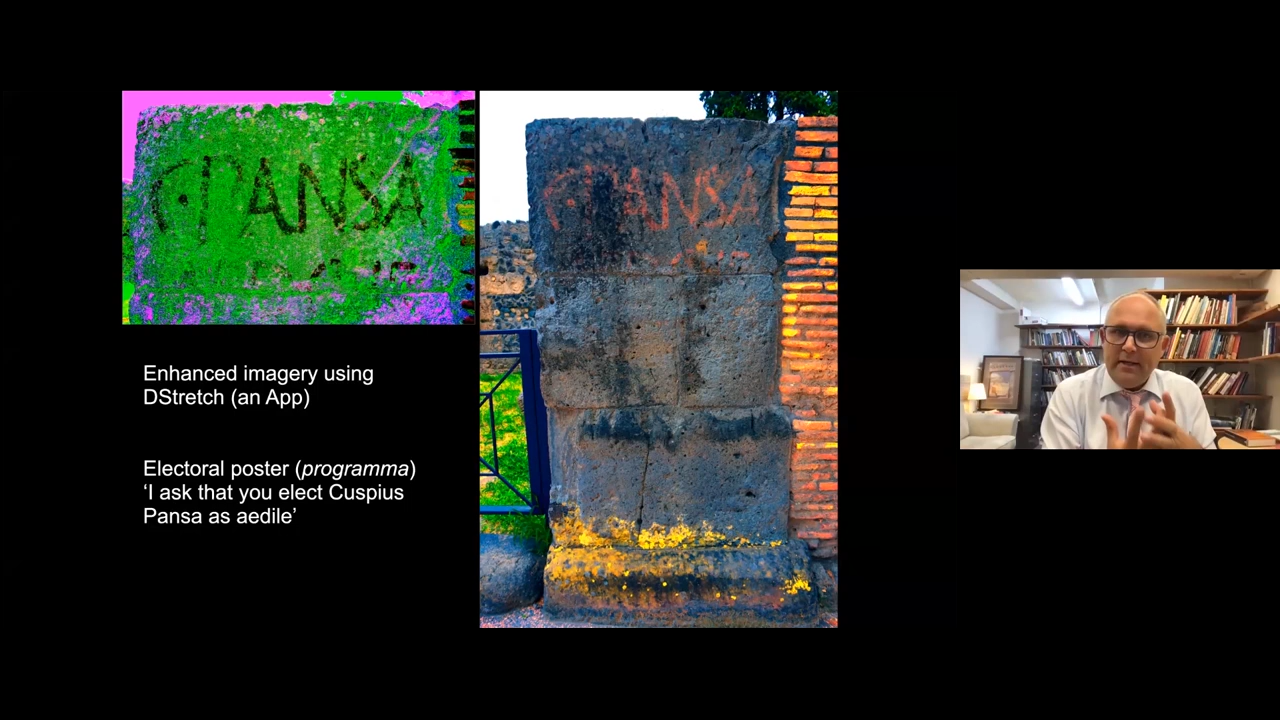 C·PANSA
C·PANSA
Enhanced imagery using
DStretch (an App)
Electoral poster (programma)
‘I ask that you elect Cuspius
Pansa as aedile’